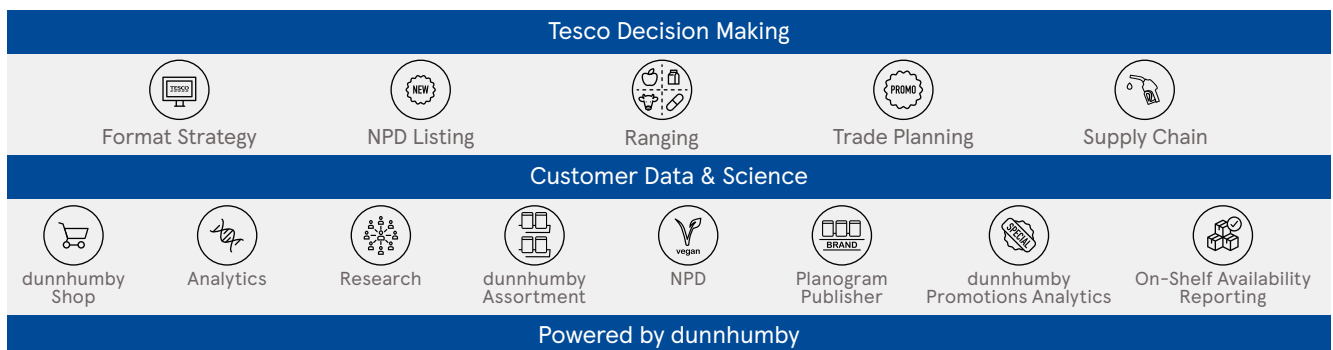 Tesco Decision Making
TESCO
NEW
PROMO
Format Strategy
NPD Listing
Ranging
Trade Planning
Supply Chain
Customer Data & Science
vegan
BRAND
SPECIAL
dunnhumby
Shop
Analytics
Research
dunnhumby
Assortment
NPD
Planogram
Publisher
dunnhumby
Promotions Analytics
On-Shelf Availability
Reporting
Powered by dunnhumby